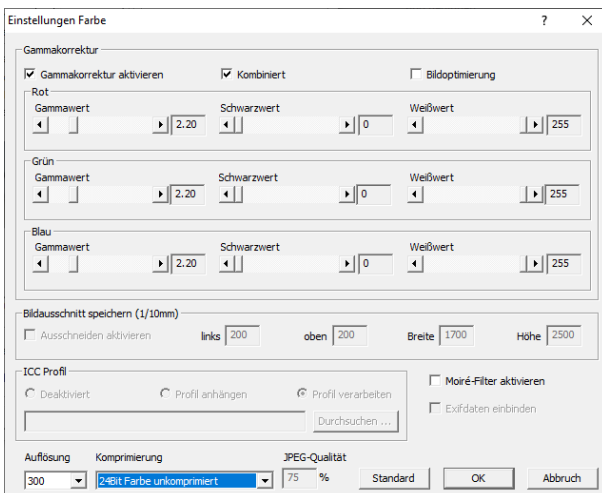 Einstellungen Farbe ?
Gammakorrektur
Gammakorrektur aktivieren Kombiniert Bildoptimierung
Rot
Gammawert Schwarzwert Weißwert
2.20 0 255
Grün
Gammawert Schwarzwert Weißwert
2.20 0 255
Blau
Gammawert Schwarzwert Weißwert
2.20 0 255
Bildausschnitt speichern (1/10mm)
Ausschneiden aktivieren links 200 oben 200 Breite 1700 Höhe 2500
ICC Profil
Deaktiviert Profil anhängen Profil verarbeiten
Moiré-Filter aktivieren
Durchsuchen ...
Exifdaten einbinden
Auflösung Komprimierung JPEG-Qualität
300 24Bit Farbe unkomprimiert 75 % Standard OK Abbruch